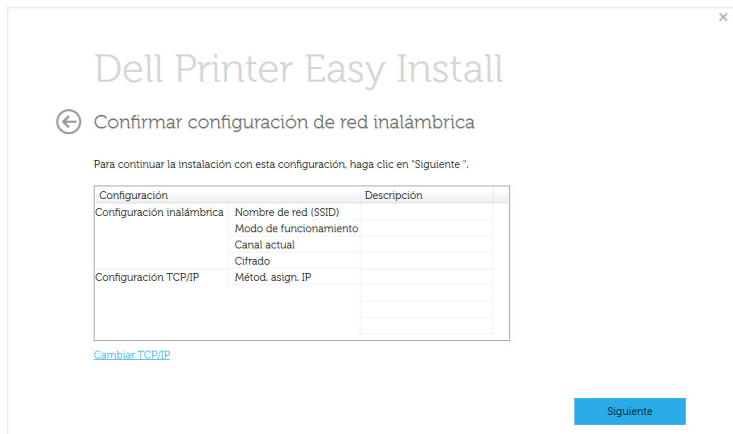 Dell Printer Easy Install
Confirmar configuración de red inalámbrica
Para continuar la instalación con esta configuración, haga clic en "Siguiente ".
Configuración Descripción
Configuración inalámbrica Nombre de red (SSID)
Modo de funcionamiento
Canal actual
Cifrado
Configuración TCP/IP Métod. asign. IP
Cambiar TCP/IP
Siguiente